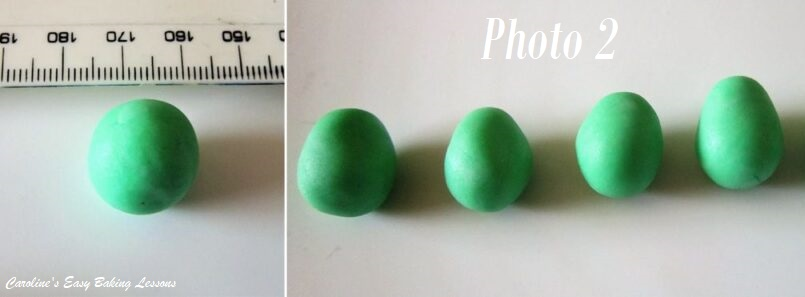 180 170 160 150
Photo 2
Caroline's Easy Baking Lessons